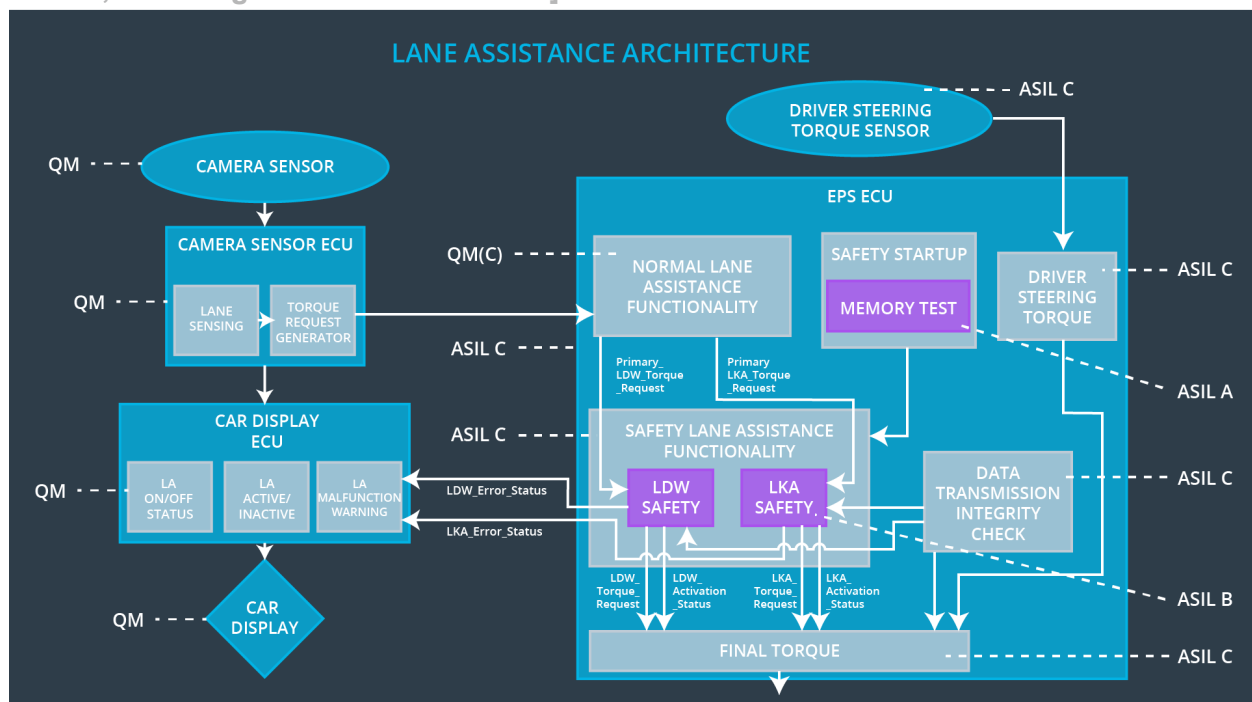 LANE ASSISTANCE ARCHITECTURE
ASIL C
DRIVER STEERING
TORQUE SENSOR
QM
CAMERA SENSOR
EPS ECU
CAMERA SENSOR ECU
QM
LANE
SENSING
TORQUE
REQUEST
GENERATOR
QM(C)
NORMAL LANE
ASSISTANCE
FUNCTIONALITY
SAFETY STARTUP
MEMORY TEST
DRIVER
STEERING
TORQUE
ASIL C
ASIL C
ASIL A
Primary_
LDW_Torque
_Request
Primary
LKA_Torque
_Request
CAR DISPLAY
ECU
QM
LA
ON/OFF
STATUS
LA
ACTIVE/
INACTIVE
LA
MALFUNCTION
WARNING
ASIL C
SAFETY LANE ASSISTANCE
FUNCTIONALITY
LDW
SAFETY
LKA
SAFETY
DATA
TRANSMISSION
INTEGRITY
CHECK
ASIL C
LDW_Error_Status
LKA_Error_Status
LDW_
Torque_
Request
LDW_
Activation
_Status
LKA_
Torque_
Request
LKA_
Activation
_Status
ASIL B
QM
CAR
DISPLAY
FINAL TORQUE
ASIL C